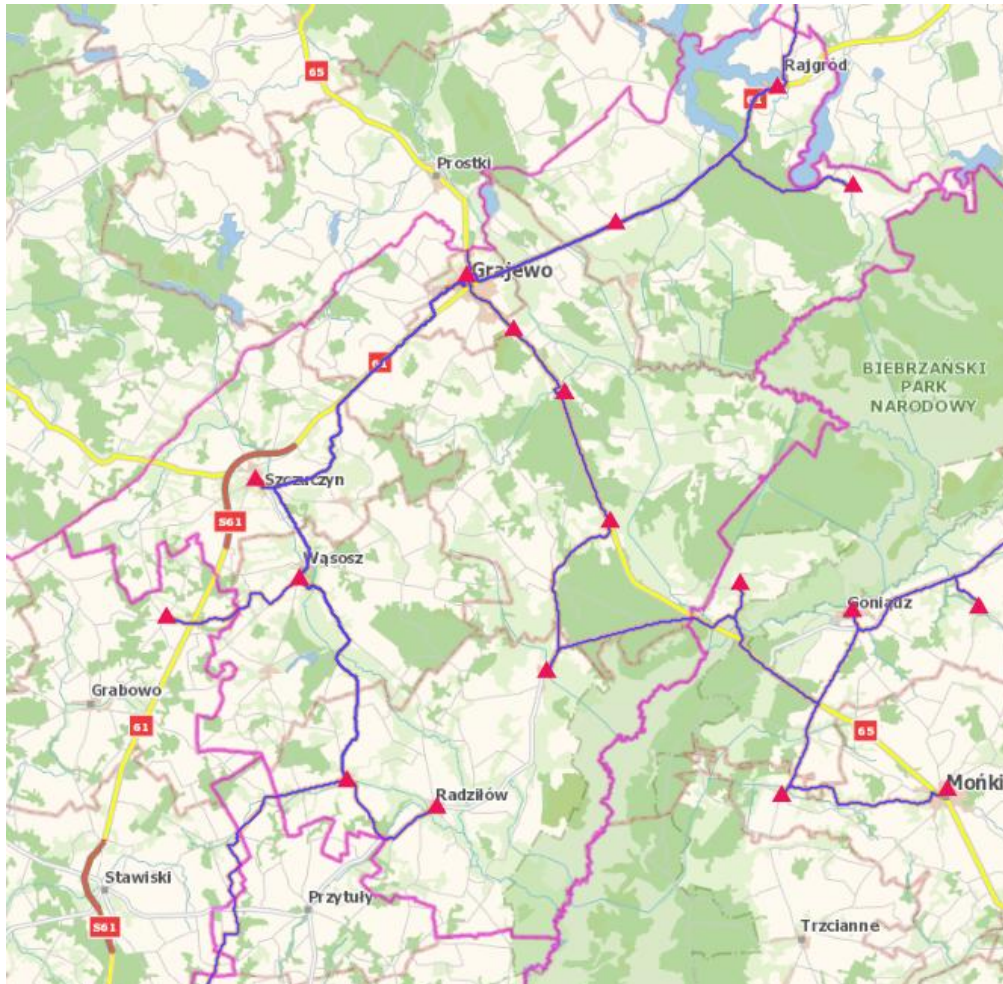 Rajgród
65
61
Prostki
Grajewo
61
BIEBRZAŃSKI
PARK
NARODOWY
Szczuczyn
S61
Wąsosz
Goniądz
Grabowo
61
65
Mońki
Radziłów
Stawiski
Przytuły
S61
Trzcianne